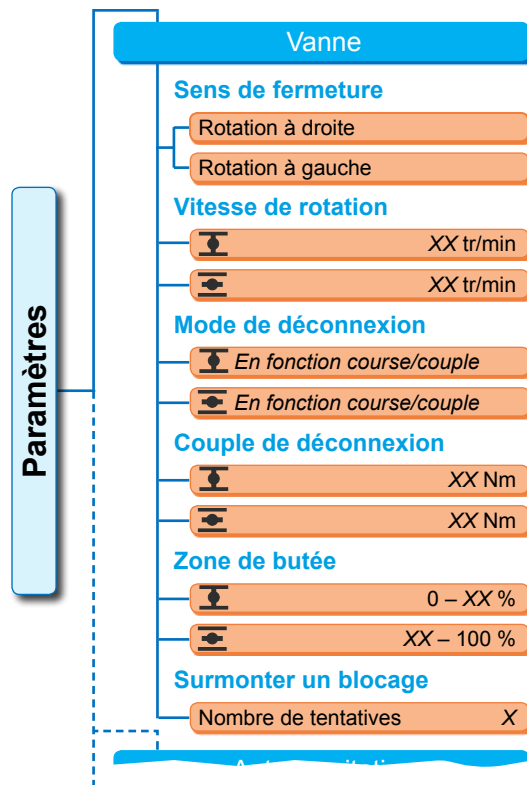 Vanne
Sens de fermeture
Rotation à droite
Rotation à gauche
Vitesse de rotation
XX tr/min
XX tr/min
Paramètres
Mode de déconnexion
En fonction course/couple
En fonction course/couple
Couple de déconnexion
XX Nm
XX Nm
Zone de butée
0 – XX %
XX – 100 %
Surmonter un blocage
Nombre de tentatives X